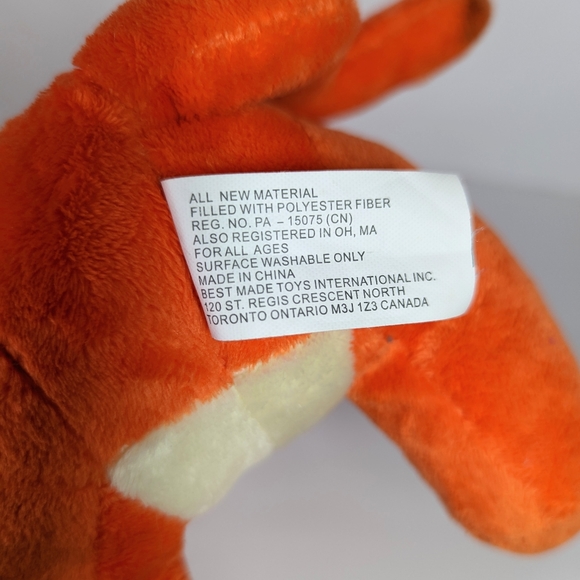 ALL NEW MATERIAL
FILLED WITH POLYESTER FIBER
REG. NO. PA – 15075 (CN)
ALSO REGISTERED IN OH, MA
FOR ALL AGES
SURFACE WASHABLE ONLY
MADE IN CHINA
BEST MADE TOYS INTERNATIONAL INC.
120 ST. REGIS CRESCENT NORTH
TORONTO ONTARIO M3J 1Z3 CANADA